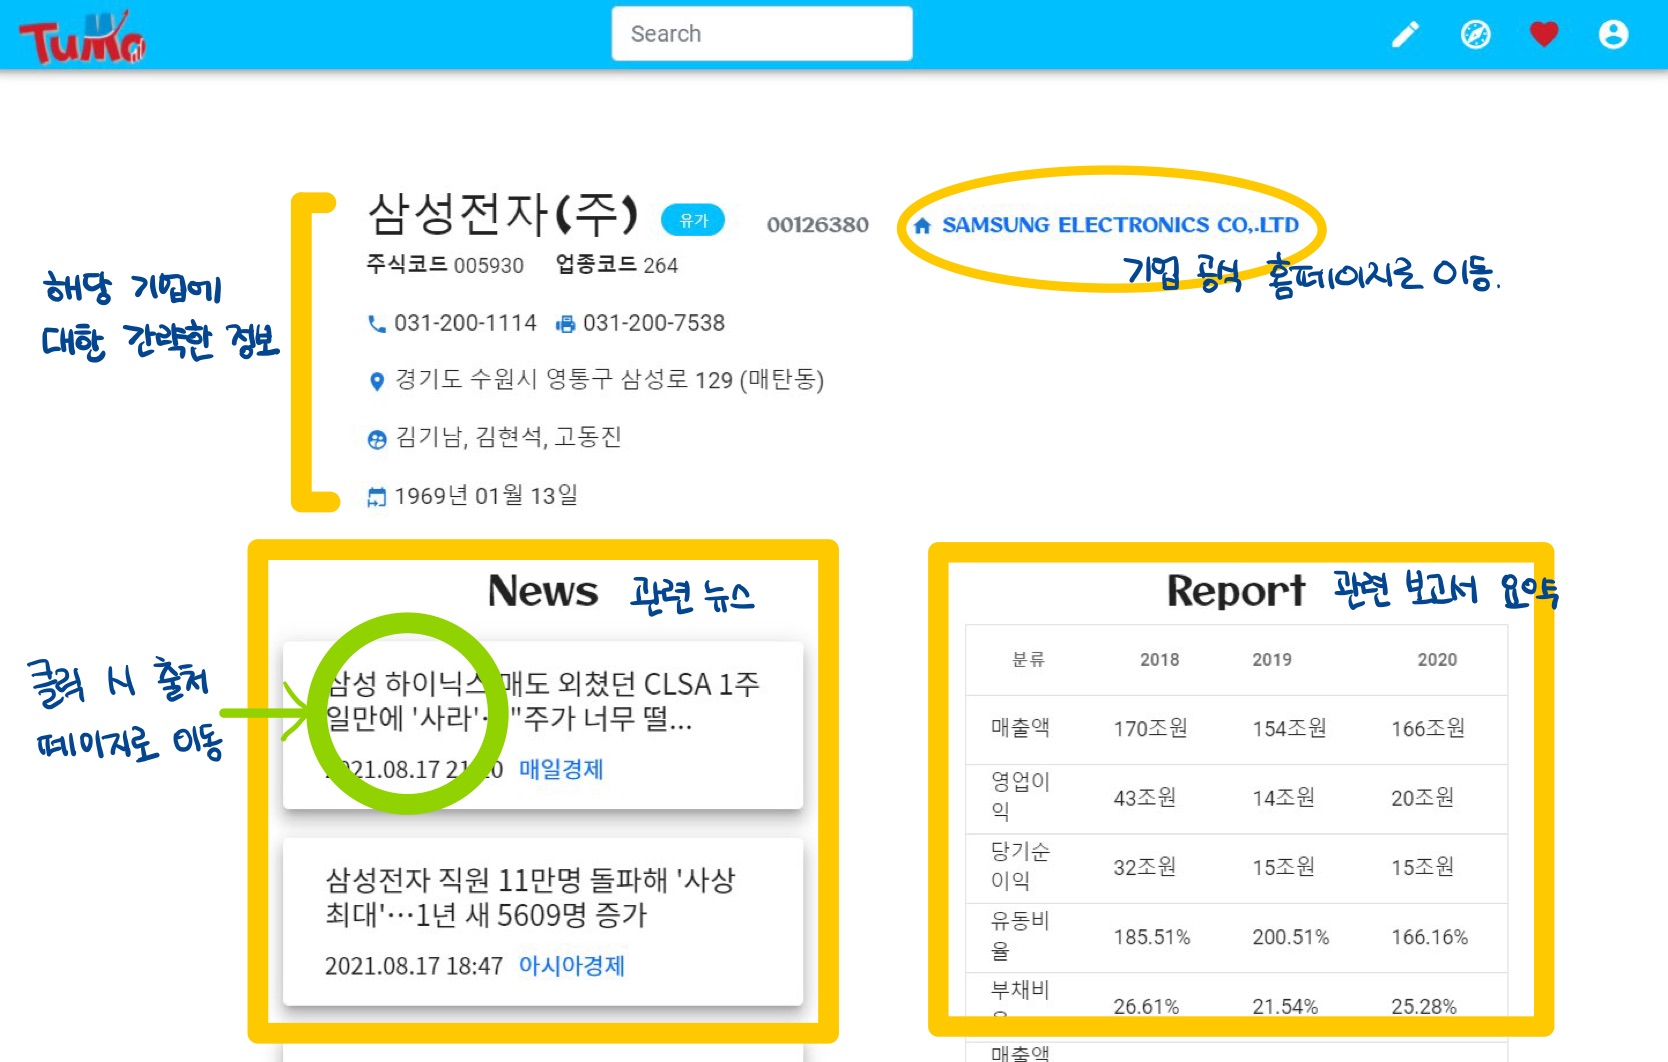 Tuma
Search
삼성전자(주) 유가 00126380 SAMSUNG ELECTRONICS CO,.LTD
주식코드 005930 업종코드 264
기업 공식 홈페이지로 이동.
해당 기업에
대한 간략한 정보
031-200-1114 031-200-7538
경기도 수원시 영통구 삼성로 129 (매탄동)
김기남, 김현석, 고동진
1969년 01월 13일
News 관련 뉴스
클릭 시 출처
페이지로 이동
삼성 하이닉스 매도 외쳤던 CLSA 1주
일만에 '사라'…"주가 너무 떨...
2021.08.17 매일경제
삼성전자 직원 11만명 돌파해 '사상
최대'…1년 새 5609명 증가
2021.08.17 18:47 아시아경제
Report 관련 보고서 요약
분류 2018 2019 2020
매출액 170조원 154조원 166조원
영업이
익 43조원 14조원 20조원
당기순
이익 32조원 15조원 15조원
유동비
율 185.51% 200.51% 166.16%
부채비
26.61% 21.54% 25.28%
매출액